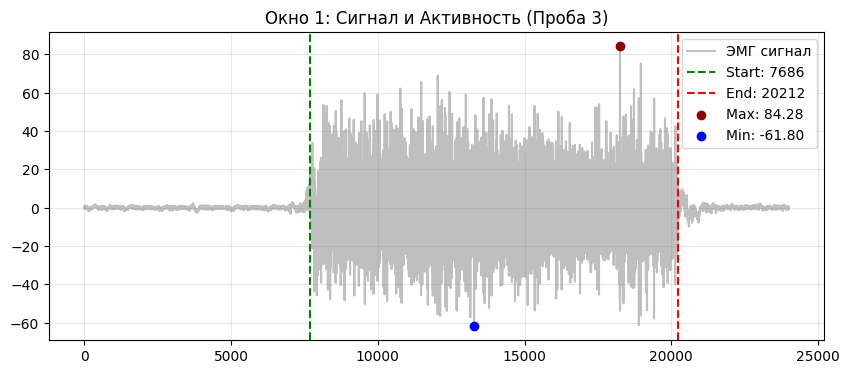 Окно 1: Сигнал и Активность (Проба 3)
80
60
40
20
0
−20
−40
−60
0
5000
10000
15000
20000
25000
ЭМГ сигнал
Start: 7686
End: 20212
Max: 84.28
Min: -61.80